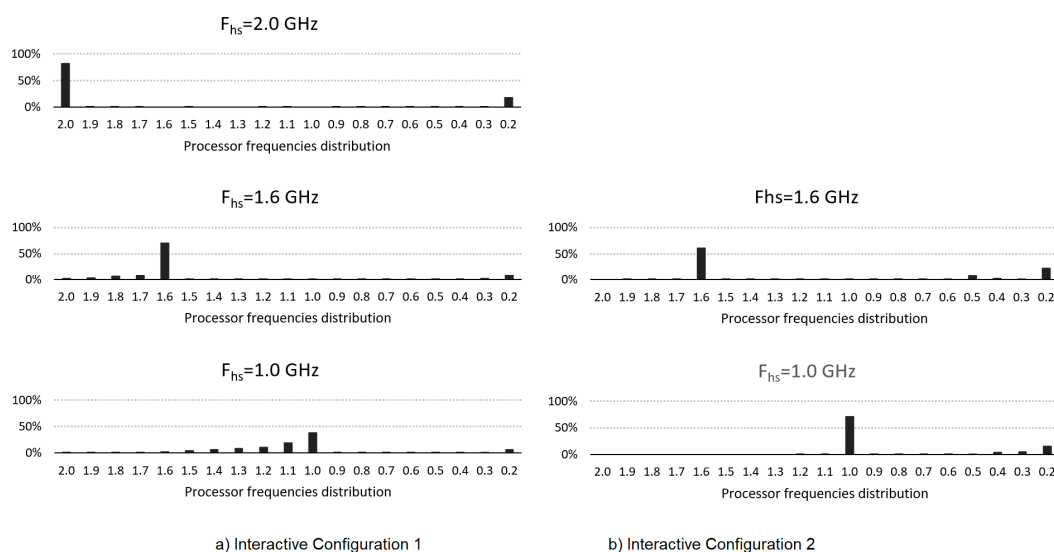 F_hs=2.0 GHz
100%
50%
0%
2.0 1.9 1.8 1.7 1.6 1.5 1.4 1.3 1.2 1.1 1.0 0.9 0.8 0.7 0.6 0.5 0.4 0.3 0.2
Processor frequencies distribution
F_hs=1.6 GHz
100%
50%
0%
2.0 1.9 1.8 1.7 1.6 1.5 1.4 1.3 1.2 1.1 1.0 0.9 0.8 0.7 0.6 0.5 0.4 0.3 0.2
Processor frequencies distribution
F_hs=1.0 GHz
100%
50%
0%
2.0 1.9 1.8 1.7 1.6 1.5 1.4 1.3 1.2 1.1 1.0 0.9 0.8 0.7 0.6 0.5 0.4 0.3 0.2
Processor frequencies distribution
a) Interactive Configuration 1
Fhs=1.6 GHz
100%
50%
0%
2.0 1.9 1.8 1.7 1.6 1.5 1.4 1.3 1.2 1.1 1.0 0.9 0.8 0.7 0.6 0.5 0.4 0.3 0.2
Processor frequencies distribution
F_hs=1.0 GHz
100%
50%
0%
2.0 1.9 1.8 1.7 1.6 1.5 1.4 1.3 1.2 1.1 1.0 0.9 0.8 0.7 0.6 0.5 0.4 0.3 0.2
Processor frequencies distribution
b) Interactive Configuration 2